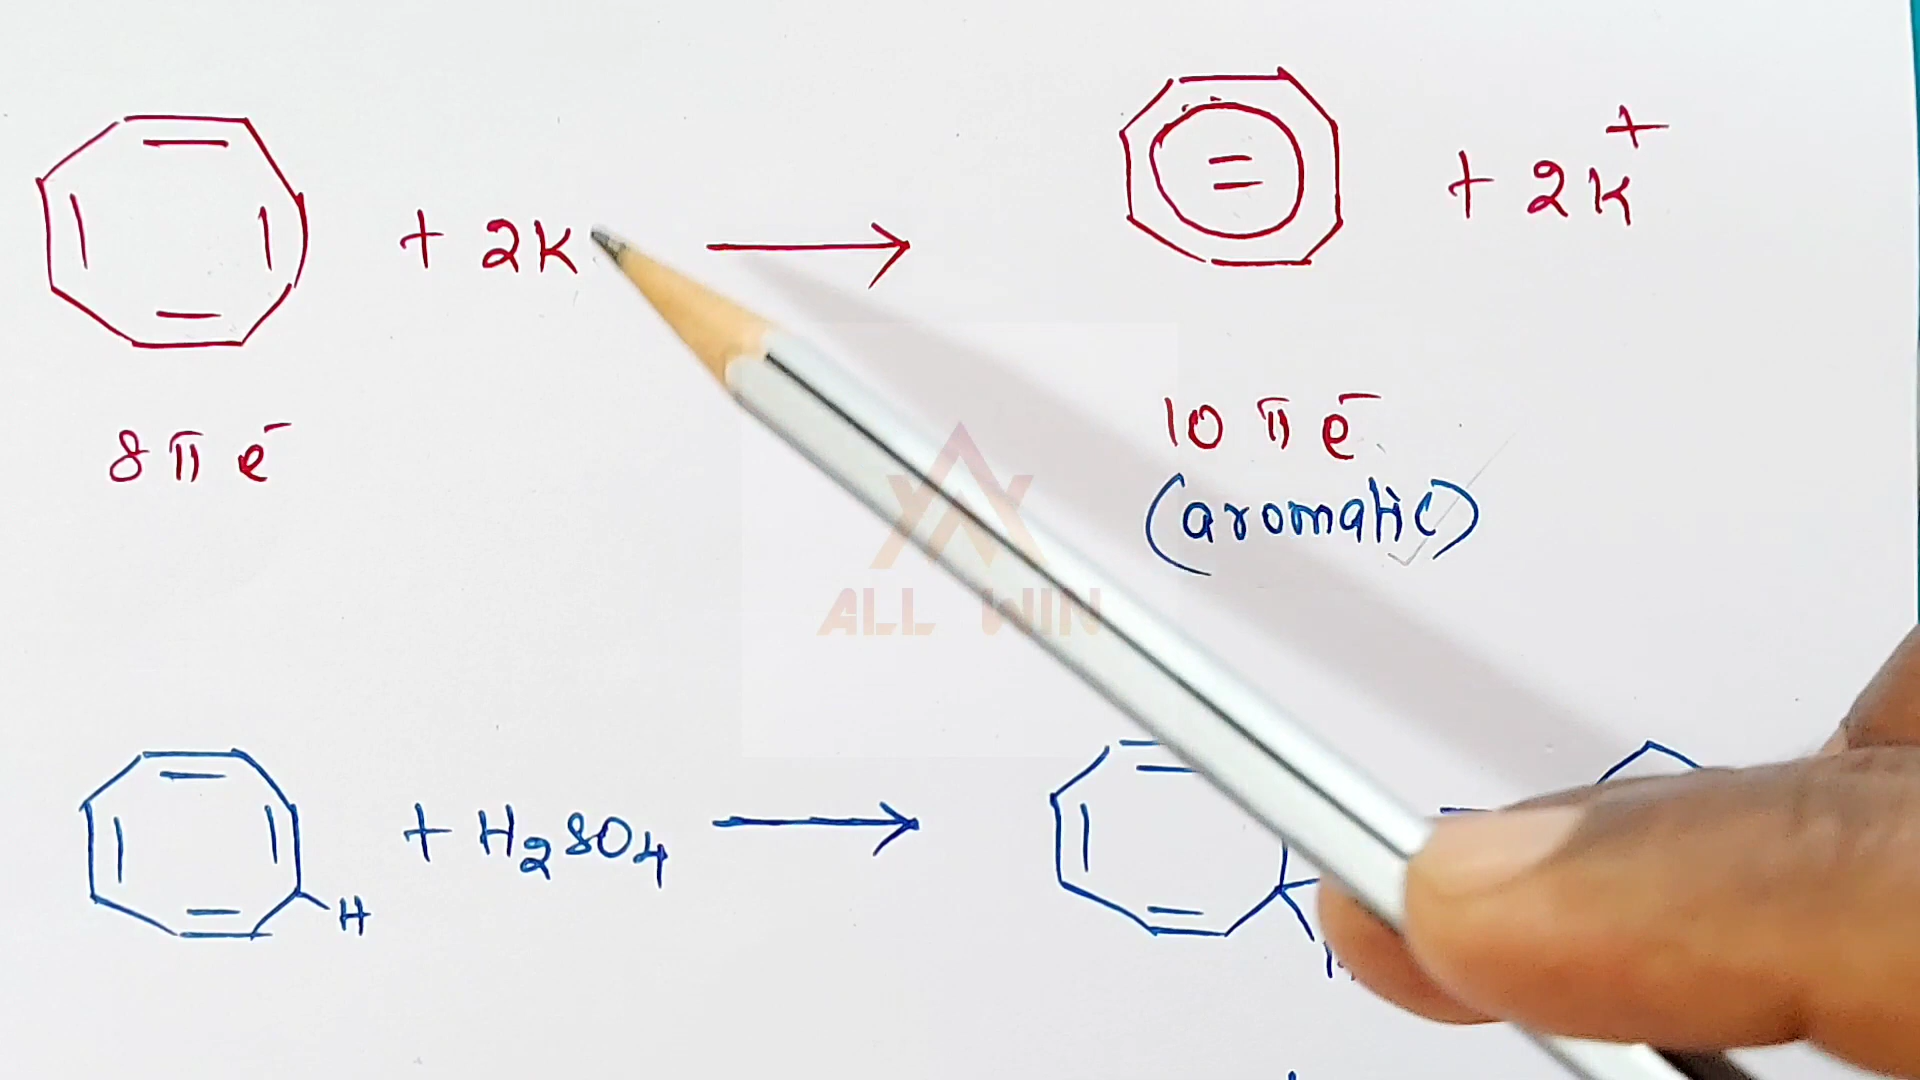 + 2K → + 2K⁺
8 π e⁻
10 π e⁻
(aromatic)
ALL WIN
+ H₂SO₄ →
H